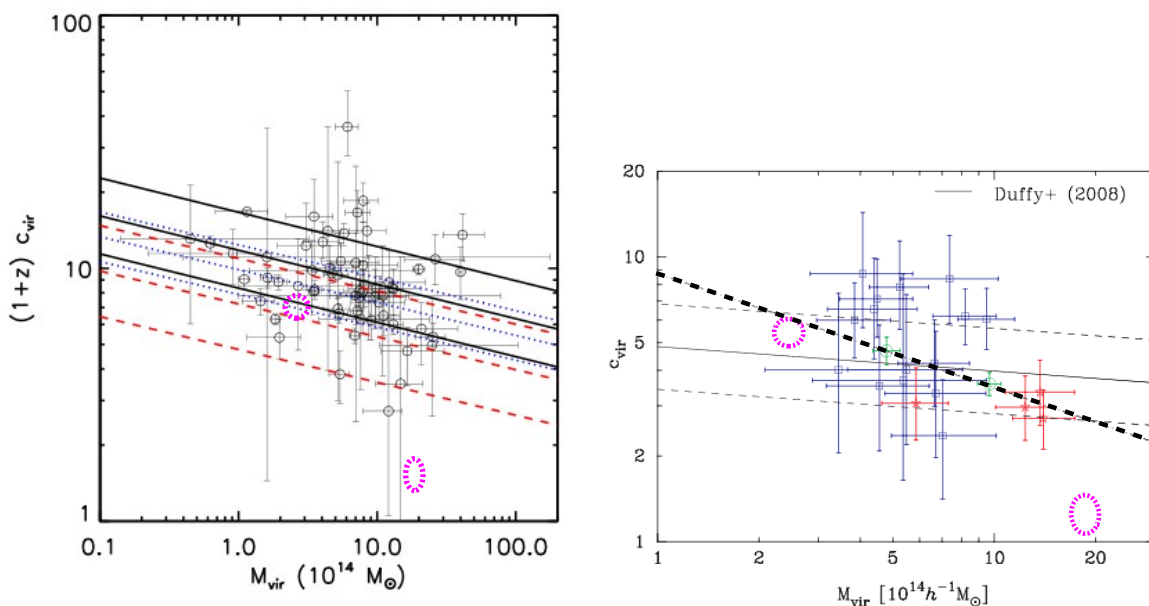 100
10
1
(1+z) c_vir
0.1 1.0 10.0 100.0
M_vir (10^14 M_⊙)
20
10
5
2
1
c_vir
Duffy+ (2008)
1 2 5 10 20
M_vir [10^14 h^-1 M_⊙]